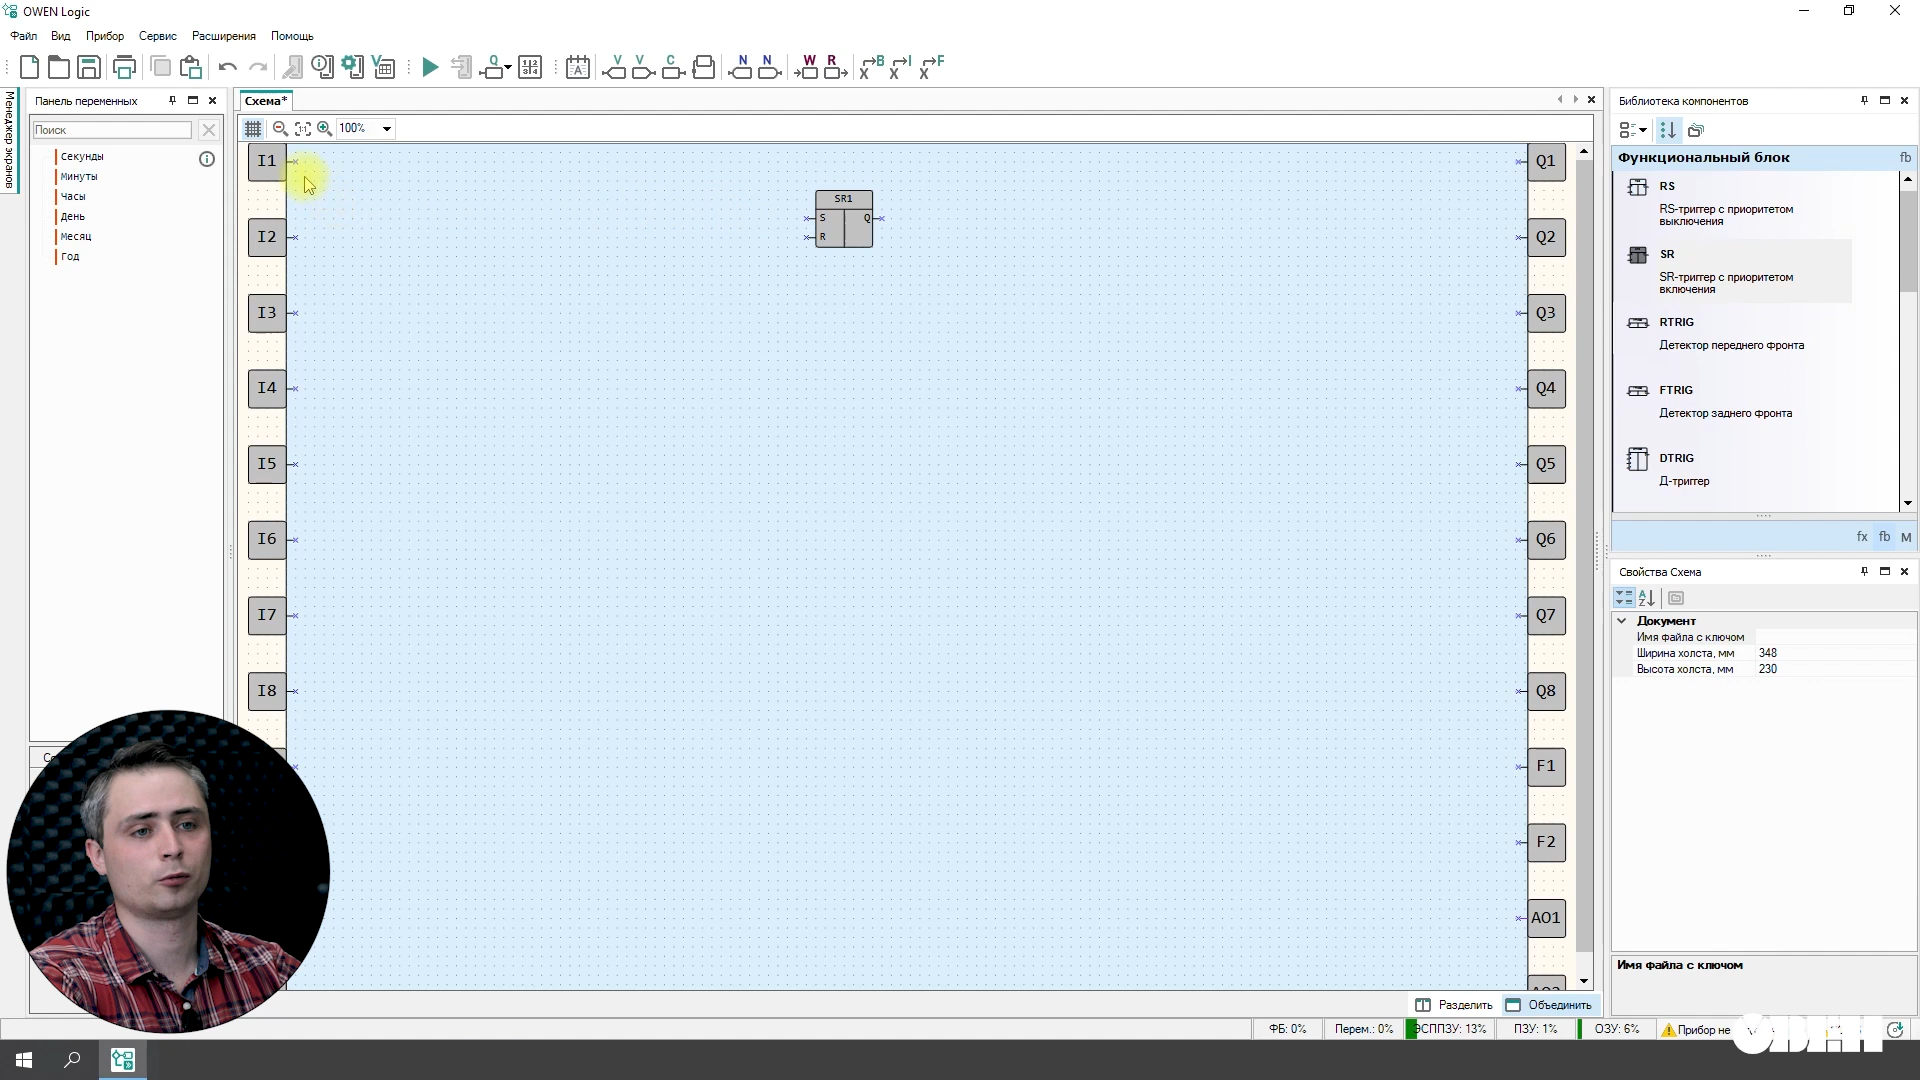 OWEN Logic
Файл Вид Прибор Сервис Расширения Помощь
Менеджер экранов
Панель переменных
Поиск
Секунды
Минуты
Часы
День
Месяц
Год
Схема*
100%
I1
I2
I3
I4
I5
I6
I7
I8
SR1
S Q
R
Q1
Q2
Q3
Q4
Q5
Q6
Q7
Q8
F1
F2
AO1
Разделить Объединить
Библиотека компонентов
Функциональный блок fb
RS
RS-триггер с приоритетом
выключения
SR
SR-триггер с приоритетом
включения
RTRIG
Детектор переднего фронта
FTRIG
Детектор заднего фронта
DTRIG
Д-триггер
fx fb M
Свойства Схема
Документ
Имя файла с ключом
Ширина холста, мм 348
Высота холста, мм 230
Имя файла с ключом
ФБ: 0% Перем.: 0% ЭСППЗУ: 13% ПЗУ: 1% ОЗУ: 6% Прибор не
ОВЕН